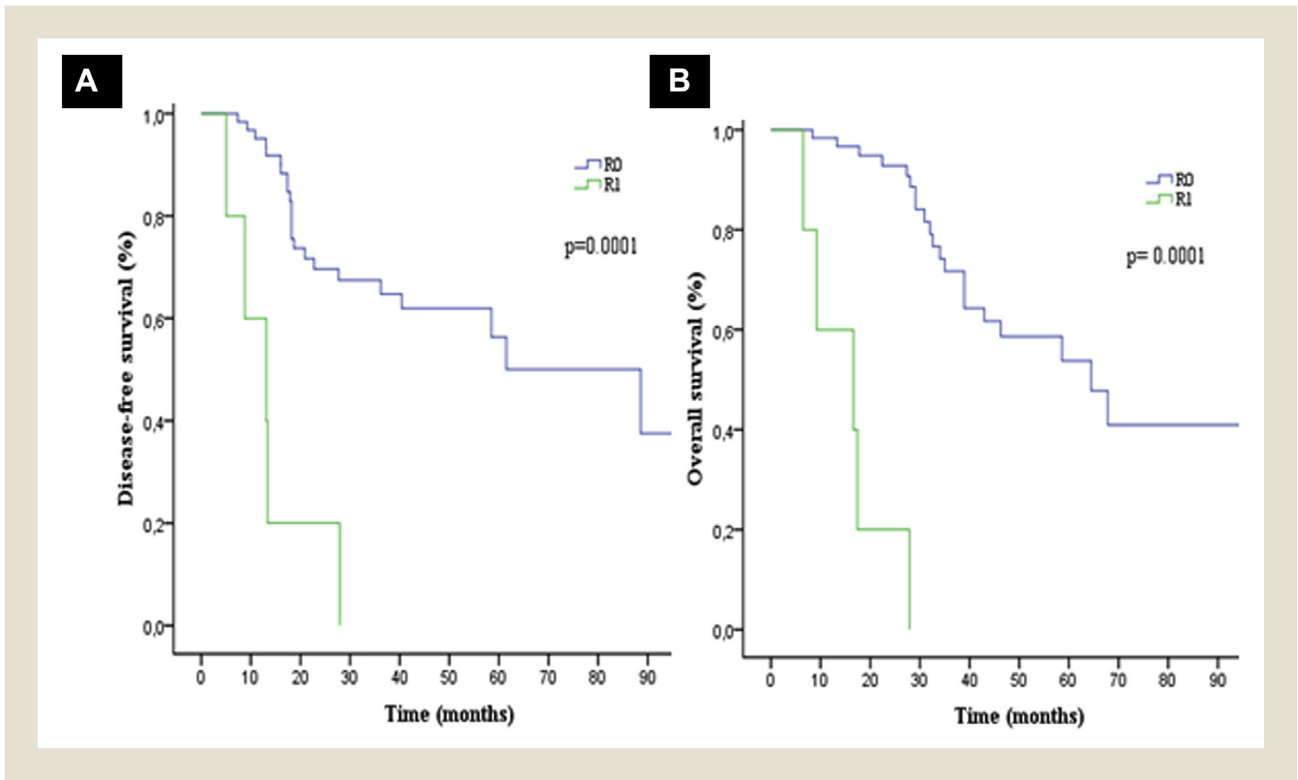 A
1,0
0,8
0,6
0,4
0,2
0,0
Disease-free survival (%)
R0
R1
p=0.0001
0 10 20 30 40 50 60 70 80 90
Time (months)
B
1,0
0,8
0,6
0,4
0,2
0,0
Overall survival (%)
R0
R1
p= 0.0001
0 10 20 30 40 50 60 70 80 90
Time (months)